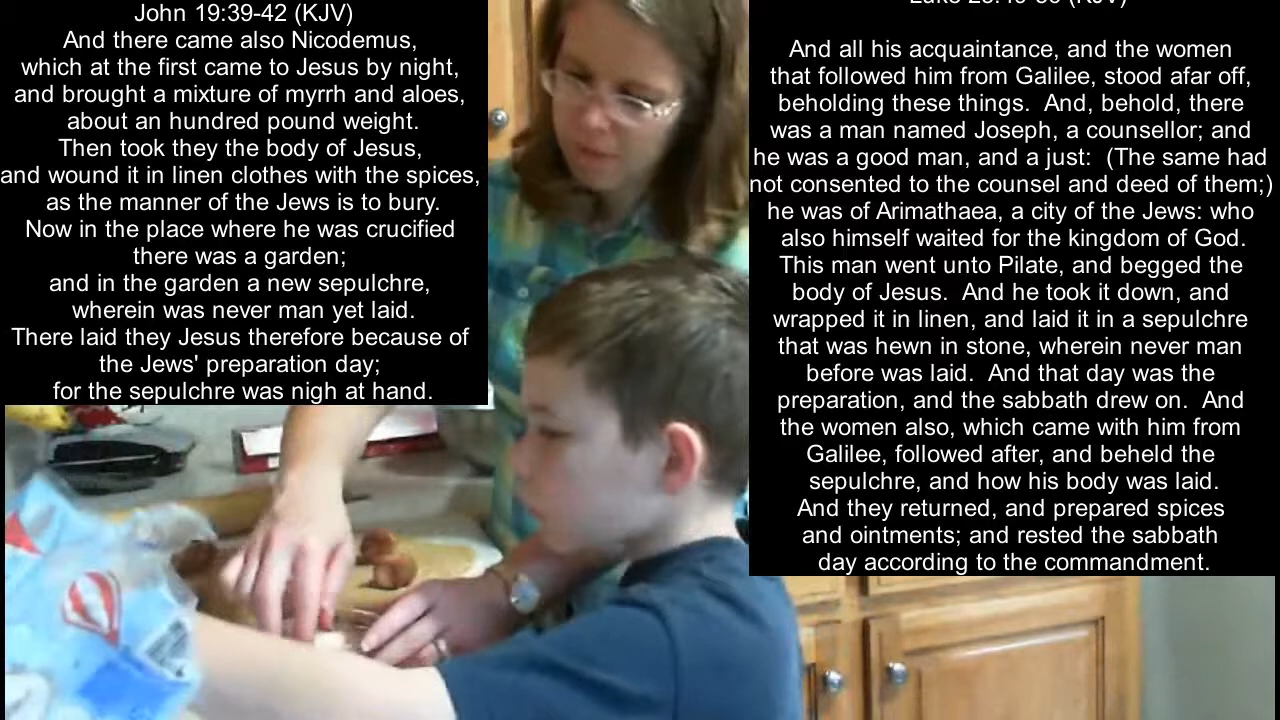 John 19:39-42 (KJV)
And there came also Nicodemus,
which at the first came to Jesus by night,
and brought a mixture of myrrh and aloes,
about an hundred pound weight.
Then took they the body of Jesus,
and wound it in linen clothes with the spices,
as the manner of the Jews is to bury.
Now in the place where he was crucified
there was a garden;
and in the garden a new sepulchre,
wherein was never man yet laid.
There laid they Jesus therefore because of
the Jews' preparation day;
for the sepulchre was nigh at hand.
And all his acquaintance, and the women
that followed him from Galilee, stood afar off,
beholding these things. And, behold, there
was a man named Joseph, a counsellor; and
he was a good man, and a just: (The same had
not consented to the counsel and deed of them;)
he was of Arimathaea, a city of the Jews: who
also himself waited for the kingdom of God.
This man went unto Pilate, and begged the
body of Jesus. And he took it down, and
wrapped it in linen, and laid it in a sepulchre
that was hewn in stone, wherein never man
before was laid. And that day was the
preparation, and the sabbath drew on. And
the women also, which came with him from
Galilee, followed after, and beheld the
sepulchre, and how his body was laid.
And they returned, and prepared spices
and ointments; and rested the sabbath
day according to the commandment.